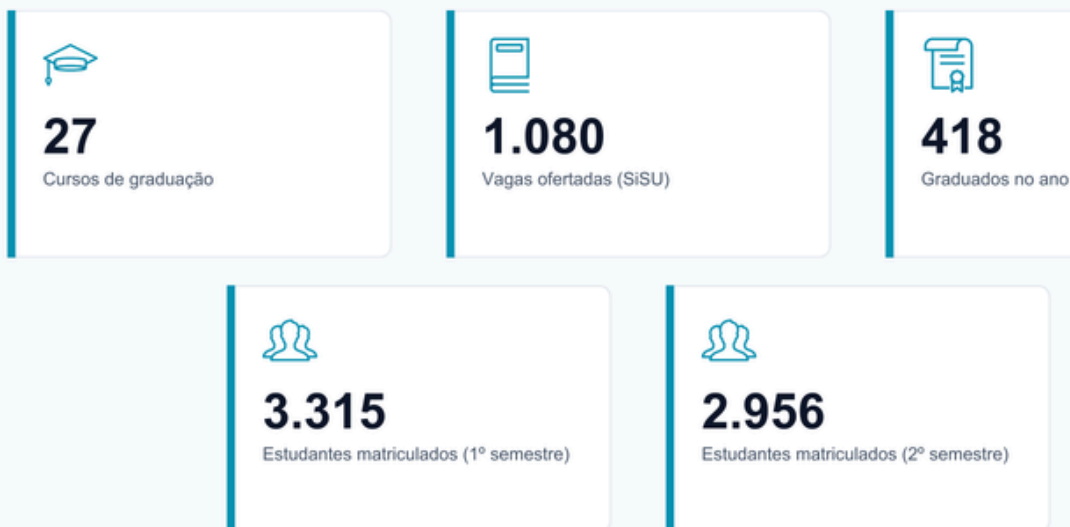 27
Cursos de graduação
1.080
Vagas ofertadas (SiSU)
418
Graduados no ano
3.315
Estudantes matriculados (1º semestre)
2.956
Estudantes matriculados (2º semestre)